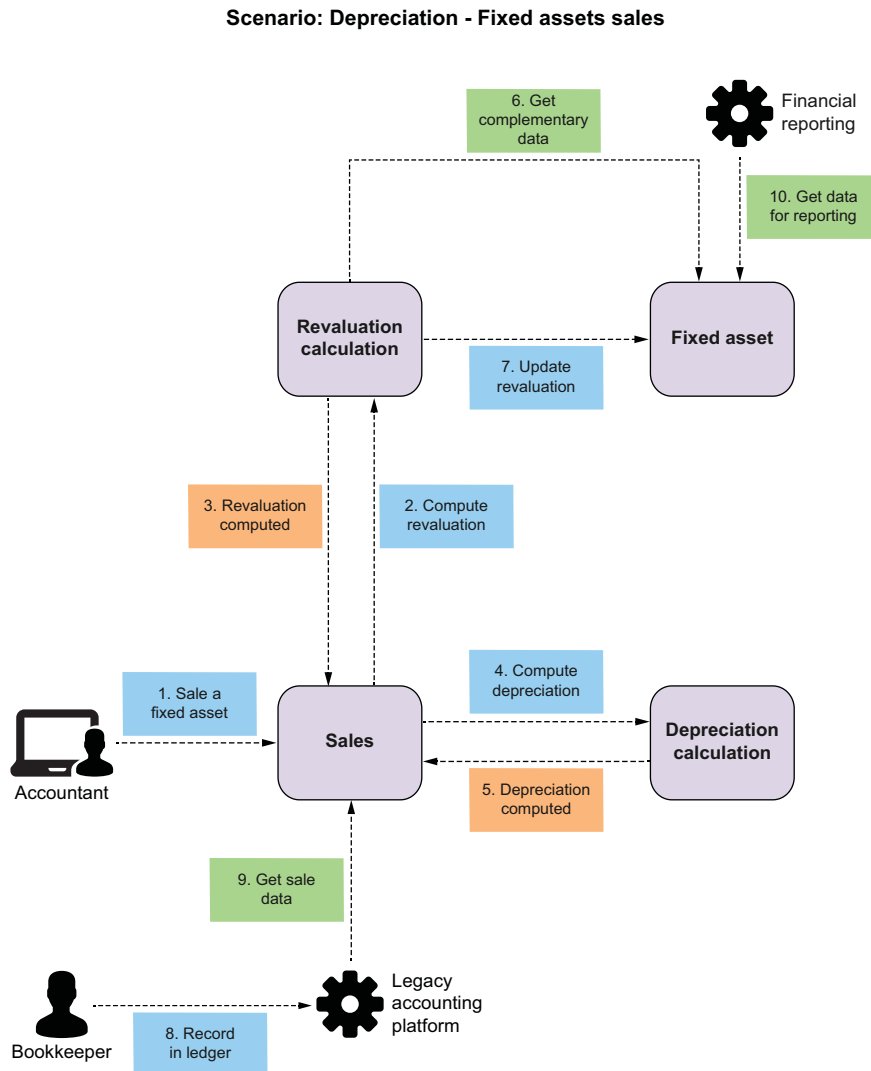 Scenario: Depreciation - Fixed assets sales
6. Get
complementary
data
Financial
reporting
10. Get data
for reporting
Revaluation
calculation
Fixed asset
7. Update
revaluation
3. Revaluation
computed
2. Compute
revaluation
1. Sale a
fixed asset
4. Compute
depreciation
Sales
Depreciation
calculation
Accountant
5. Depreciation
computed
9. Get sale
data
Legacy
accounting
platform
Bookkeeper
8. Record
in ledger